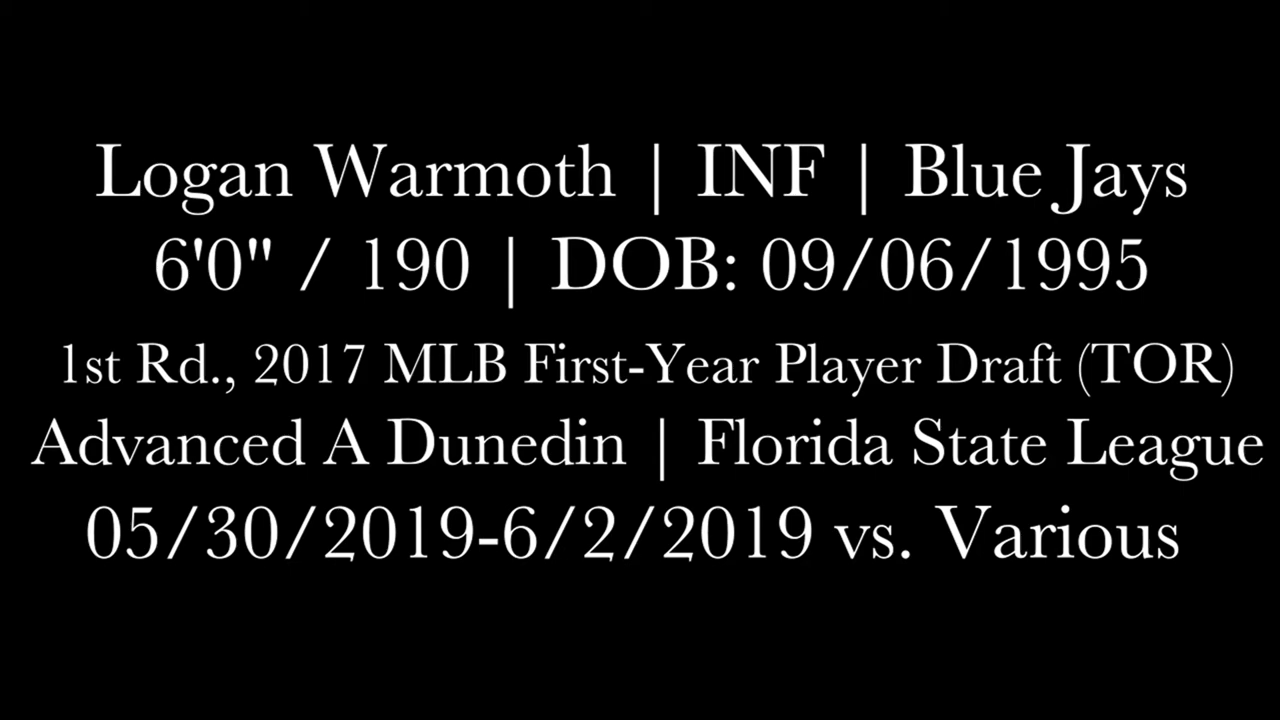 Logan Warmoth | INF | Blue Jays
6'0" / 190 | DOB: 09/06/1995
1st Rd., 2017 MLB First-Year Player Draft (TOR)
Advanced A Dunedin | Florida State League
05/30/2019-6/2/2019 vs. Various